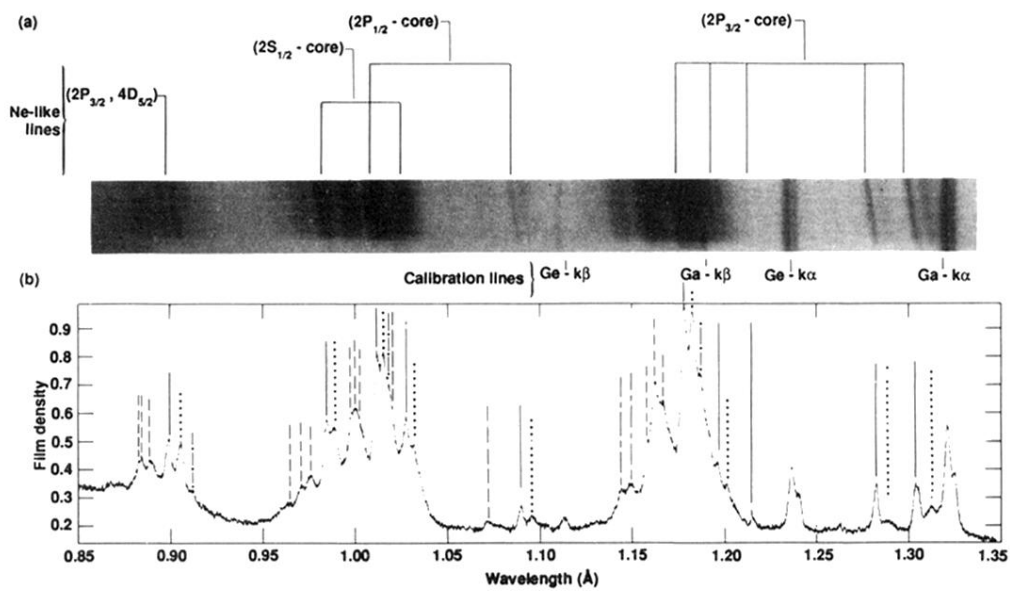 (a)
(2P1/2 - core)
(2P3/2 - core)
(2S1/2 - core)
(2P3/2 , 4D5/2)
Ne-like
lines
Calibration lines
Ge - kβ
Ga - kβ
Ge - kα
Ga - kα
(b)
Film density
0.9
0.8
0.7
0.6
0.5
0.4
0.3
0.2
0.85
0.90
0.95
1.00
1.05
1.10
1.15
1.20
1.25
1.30
1.35
Wavelength (Å)